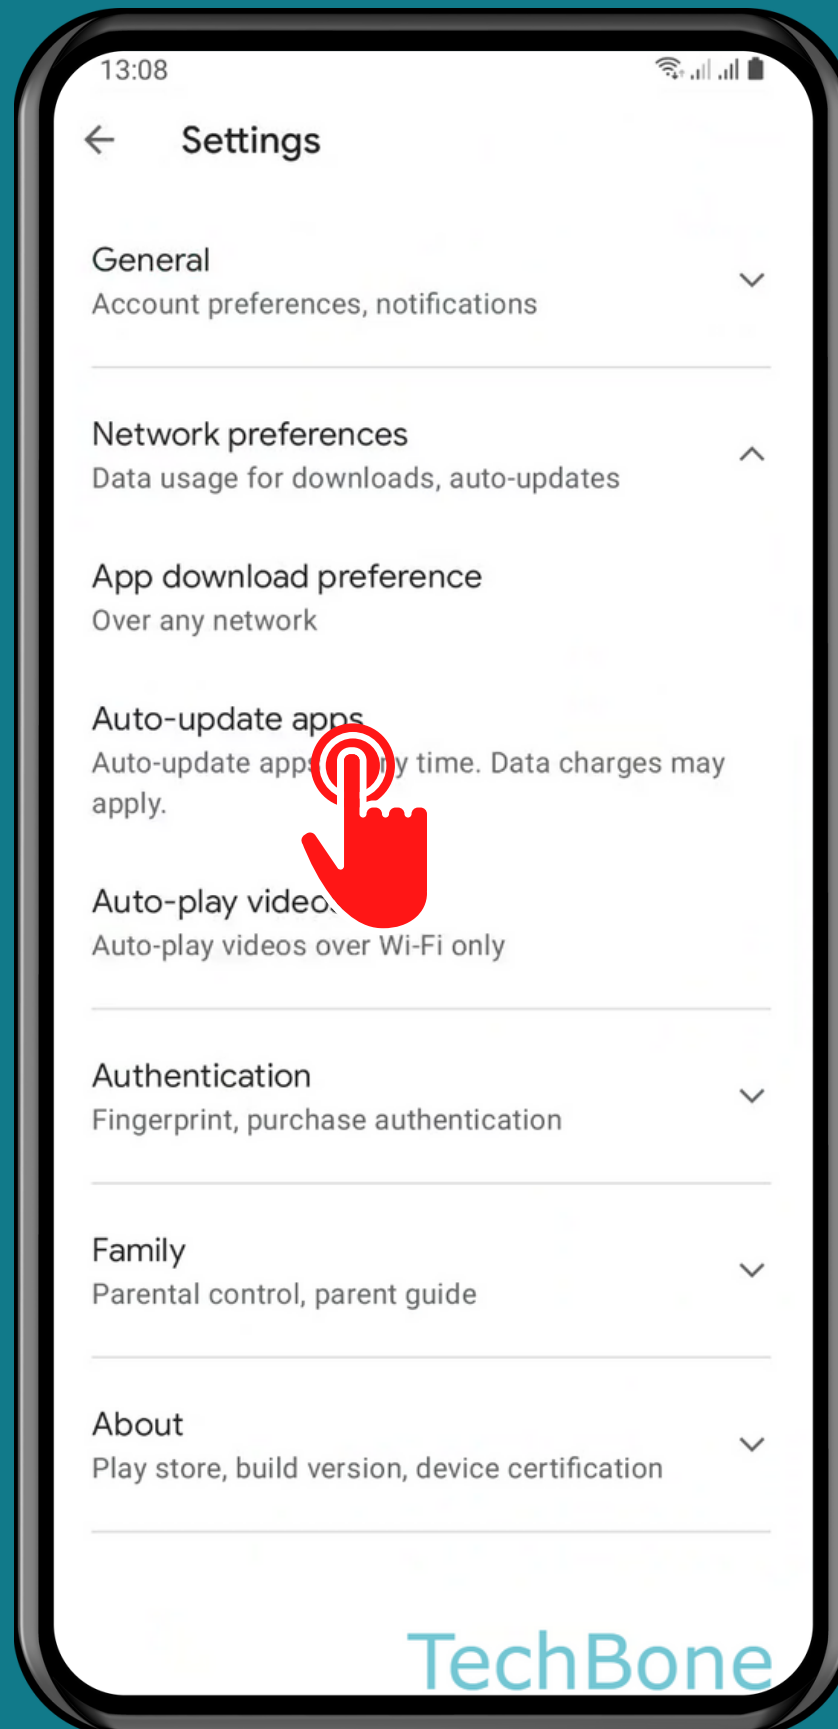 13:08
Settings
General
Account preferences, notifications
Network preferences
Data usage for downloads, auto-updates
App download preference
Over any network
Auto-update apps
Auto-update apps time. Data charges may
apply.
Auto-play videos
Auto-play videos over Wi-Fi only
Authentication
Fingerprint, purchase authentication
Family
Parental control, parent guide
About
Play store, build version, device certification
TechBone